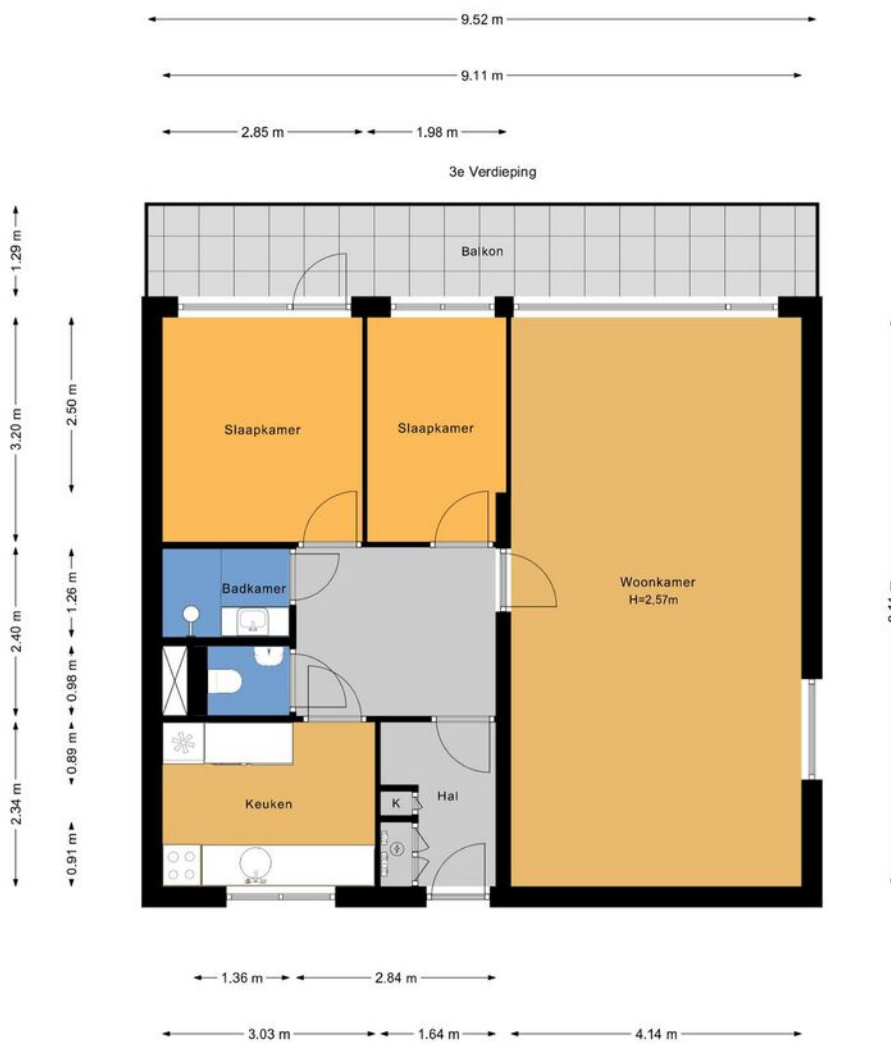 9.52 m
9.11 m
2.85 m
1.98 m
3e Verdieping
1.29 m
Balkon
3.20 m
2.50 m
Slaapkamer
Slaapkamer
2.40 m
1.26 m
Badkamer
Woonkamer
H=2,57m
0.98 m
2.34 m
0.89 m
Keuken
K
Hal
0.91 m
1.36 m
2.84 m
3.03 m
1.64 m
4.14 m